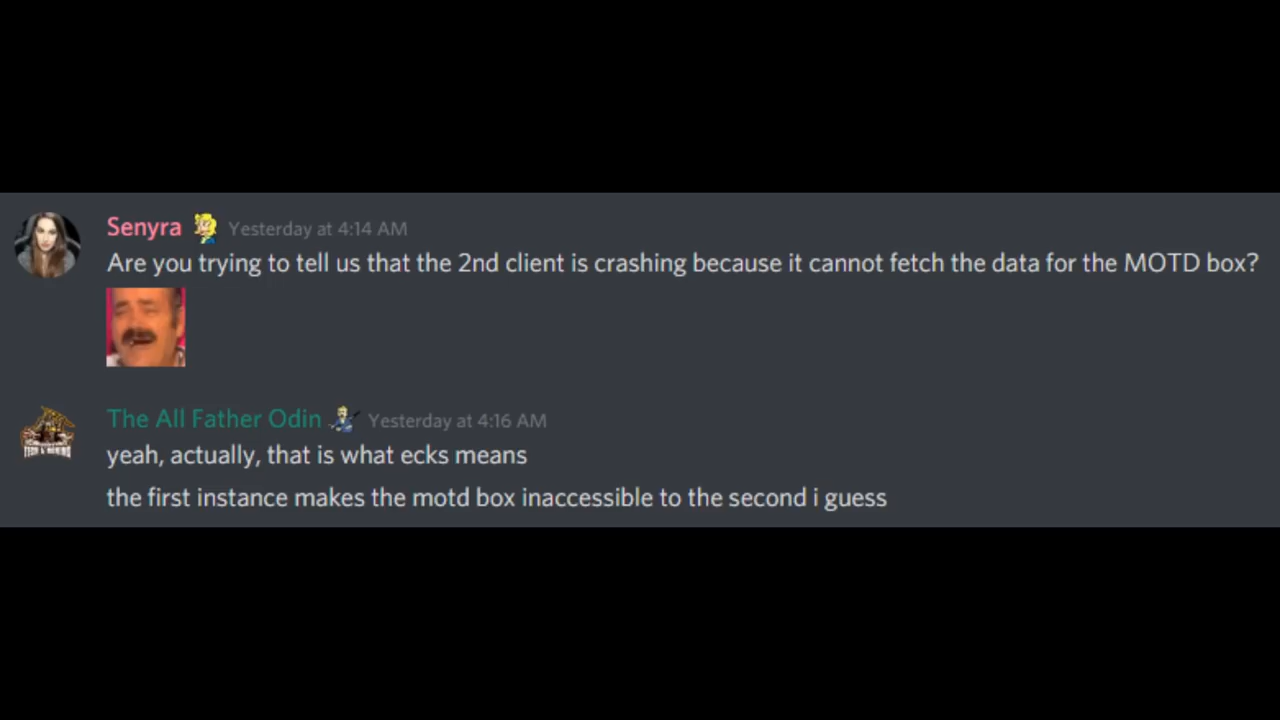 Senyra Yesterday at 4:14 AM
Are you trying to tell us that the 2nd client is crashing because it cannot fetch the data for the MOTD box?
The All Father Odin Yesterday at 4:16 AM
yeah, actually, that is what ecks means
the first instance makes the motd box inaccessible to the second i guess